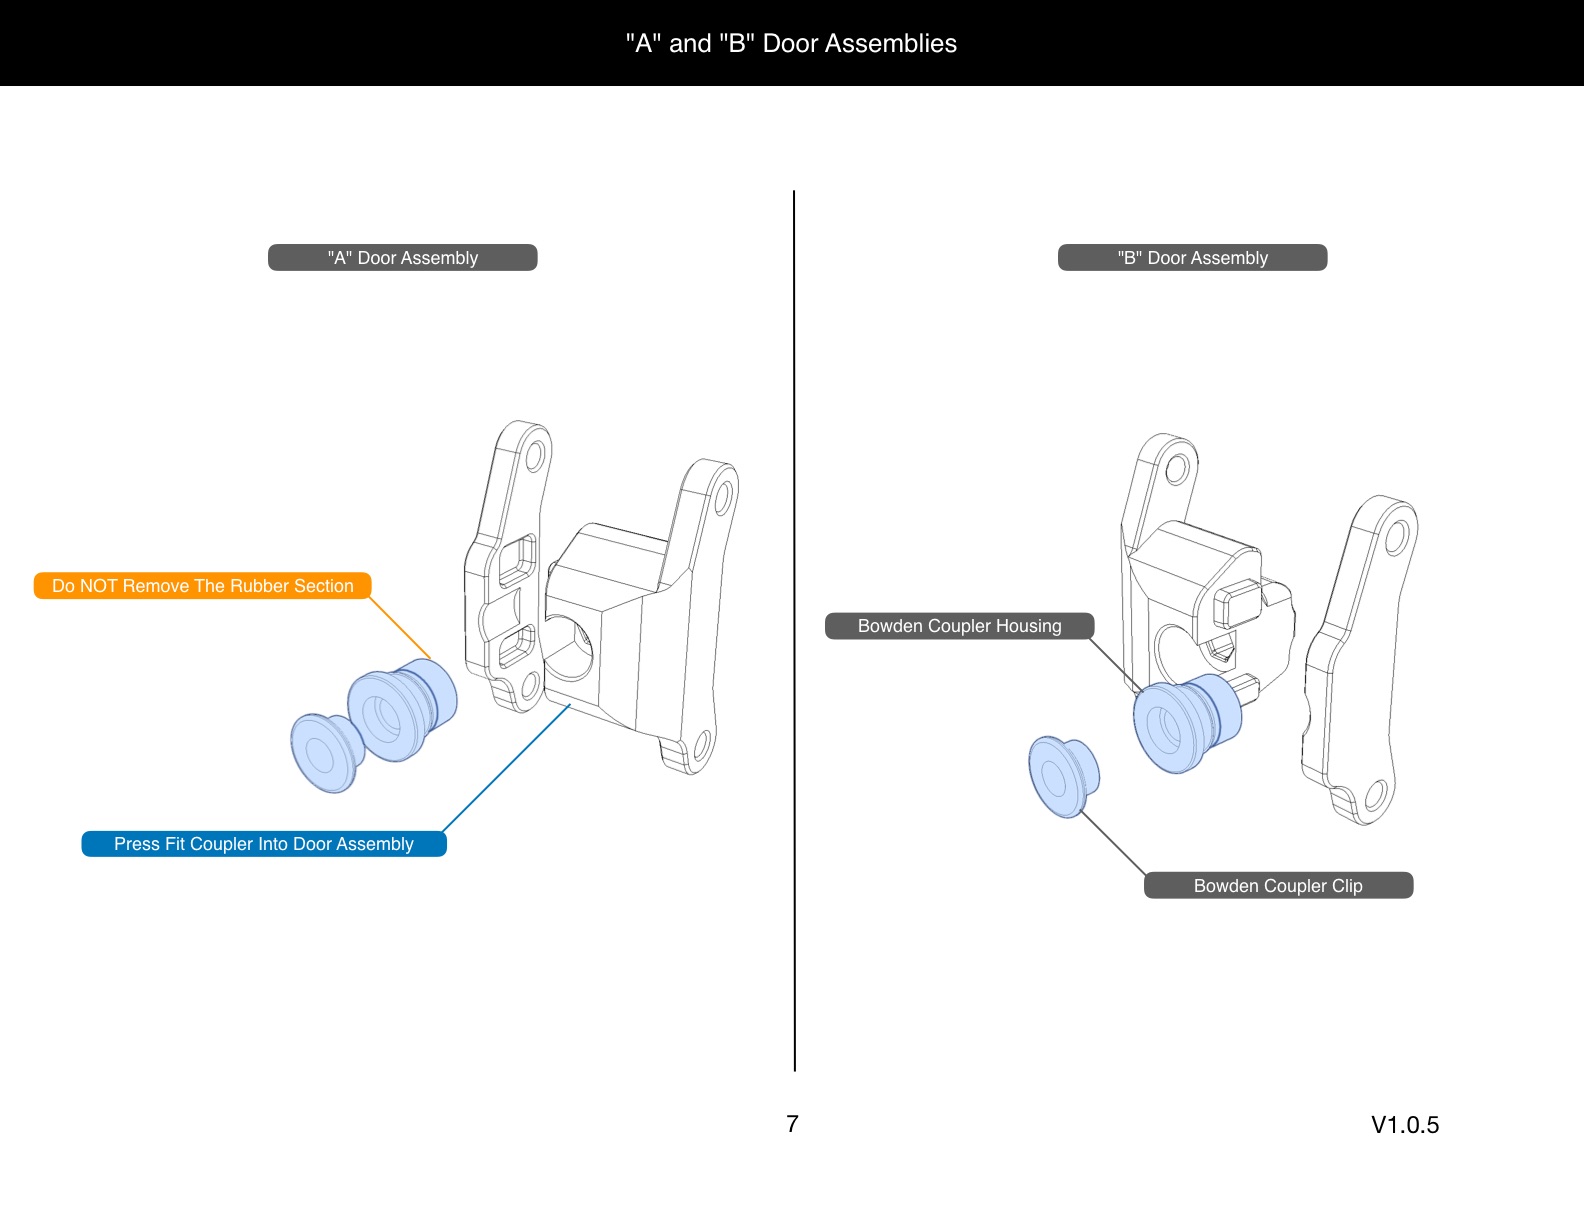 "A" and "B" Door Assemblies
"A" Door Assembly
Do NOT Remove The Rubber Section
Press Fit Coupler Into Door Assembly
"B" Door Assembly
Bowden Coupler Housing
Bowden Coupler Clip
7
V1.0.5